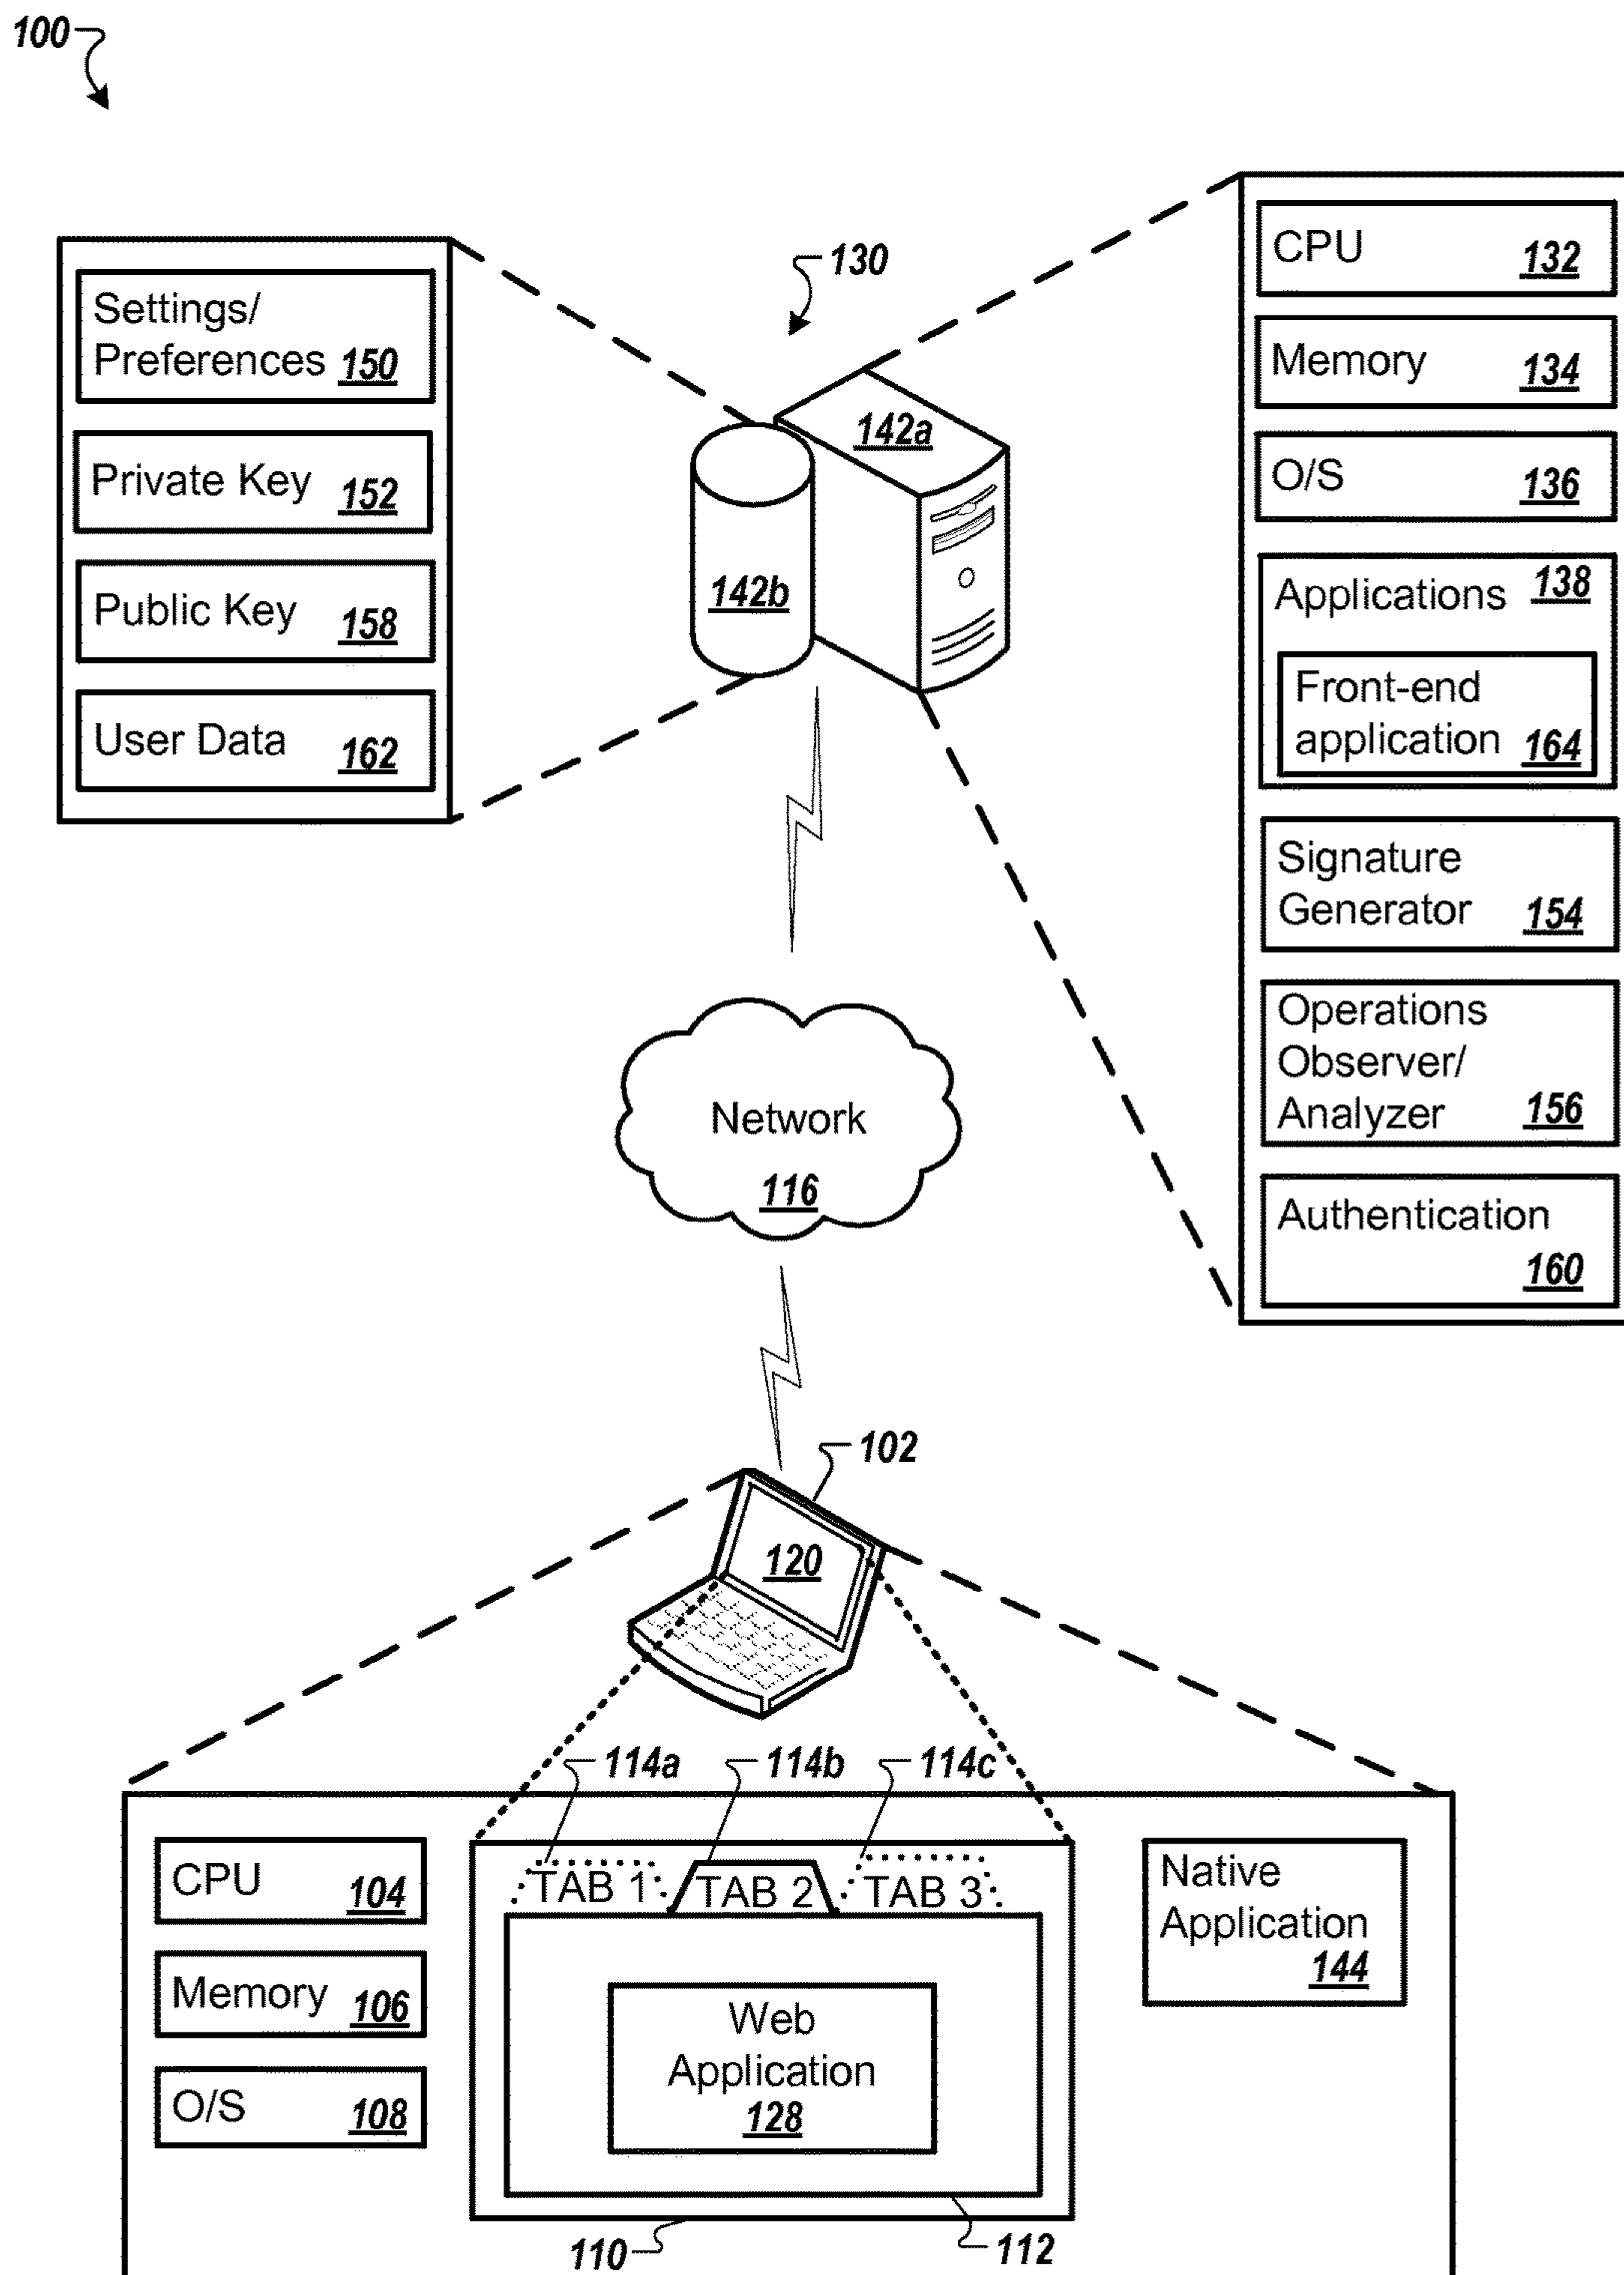 100
130
Settings/
Preferences 150
Private Key 152
Public Key 158
User Data 162
142a
142b
CPU 132
Memory 134
O/S 136
Applications 138
Front-end
application 164
Signature
Generator 154
Operations
Observer/
Analyzer 156
Authentication
160
Network
116
102
120
114a
114b
114c
CPU 104
Memory 106
O/S 108
TAB 1
TAB 2
TAB 3
Web
Application
128
Native
Application
144
110
112